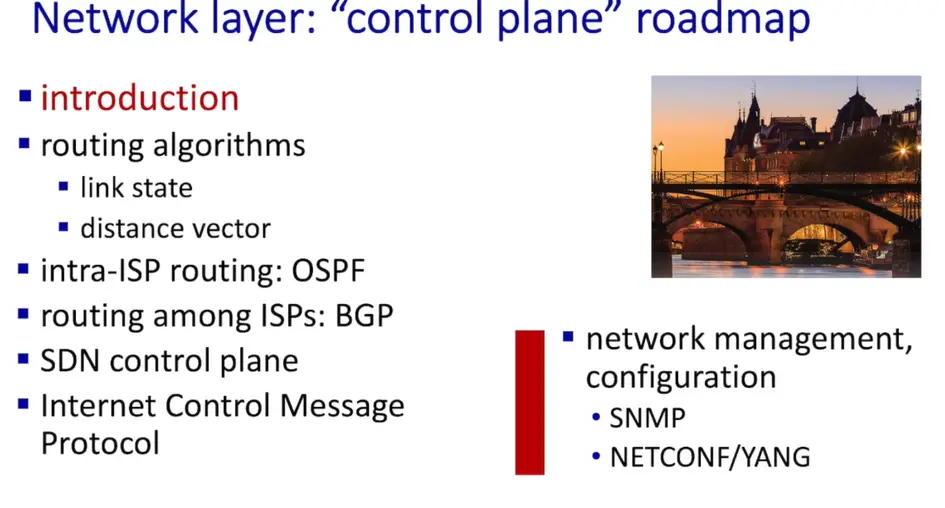 Network layer: “control plane” roadmap
introduction
routing algorithms
link state
distance vector
intra-ISP routing: OSPF
routing among ISPs: BGP
SDN control plane
Internet Control Message
Protocol
network management,
configuration
SNMP
NETCONF/YANG